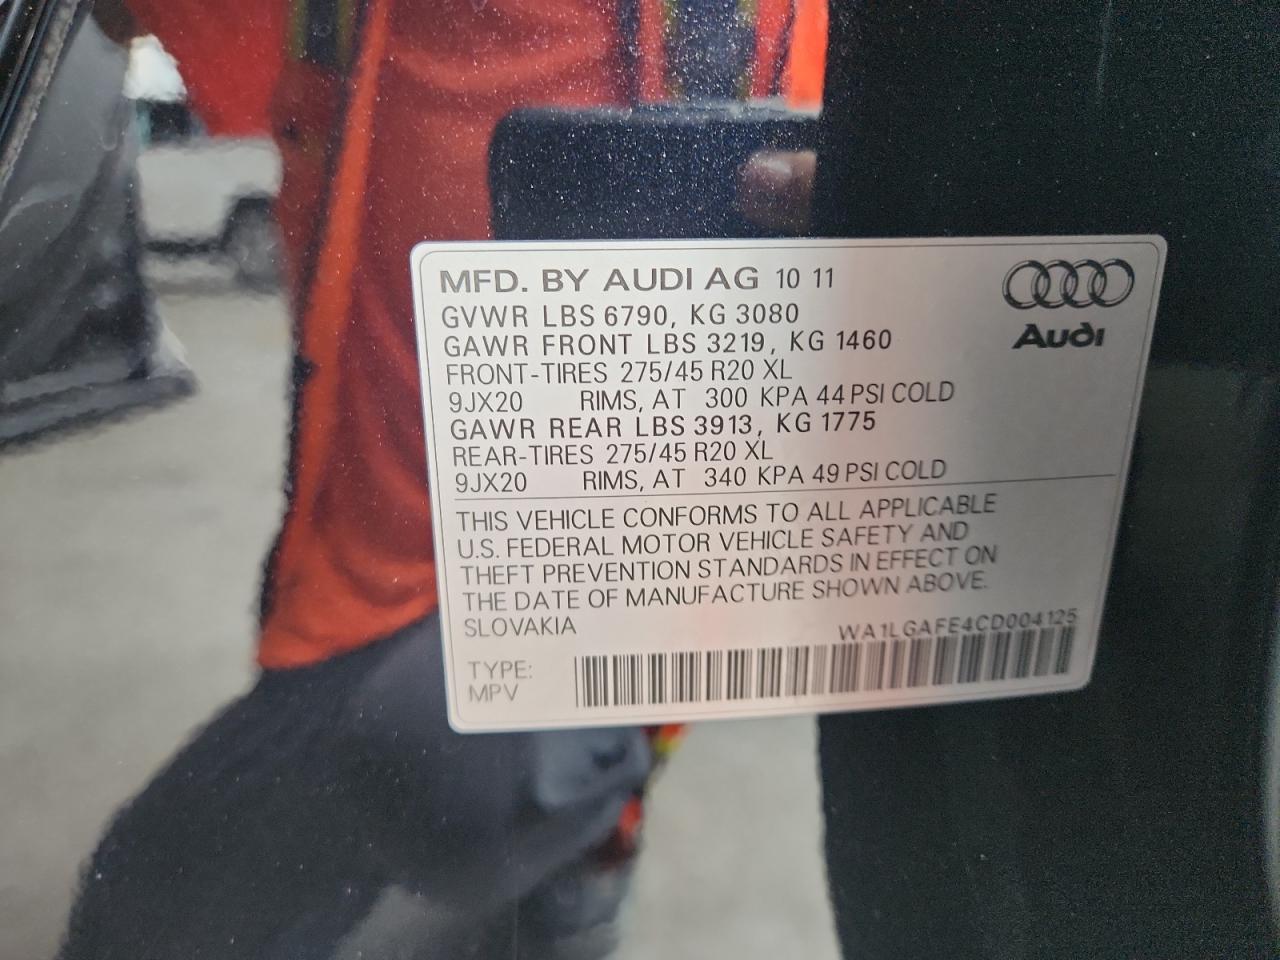 MFD. BY AUDI AG 10 11
GVWR LBS 6790, KG 3080
GAWR FRONT LBS 3219, KG 1460
FRONT-TIRES 275/45 R20 XL
9JX20 RIMS, AT 300 KPA 44 PSI COLD
GAWR REAR LBS 3913, KG 1775
REAR-TIRES 275/45 R20 XL
9JX20 RIMS, AT 340 KPA 49 PSI COLD
Audi
THIS VEHICLE CONFORMS TO ALL APPLICABLE
U.S. FEDERAL MOTOR VEHICLE SAFETY AND
THEFT PREVENTION STANDARDS IN EFFECT ON
THE DATE OF MANUFACTURE SHOWN ABOVE.
SLOVAKIA
WA1LGAFE4CD004125
TYPE:
MPV